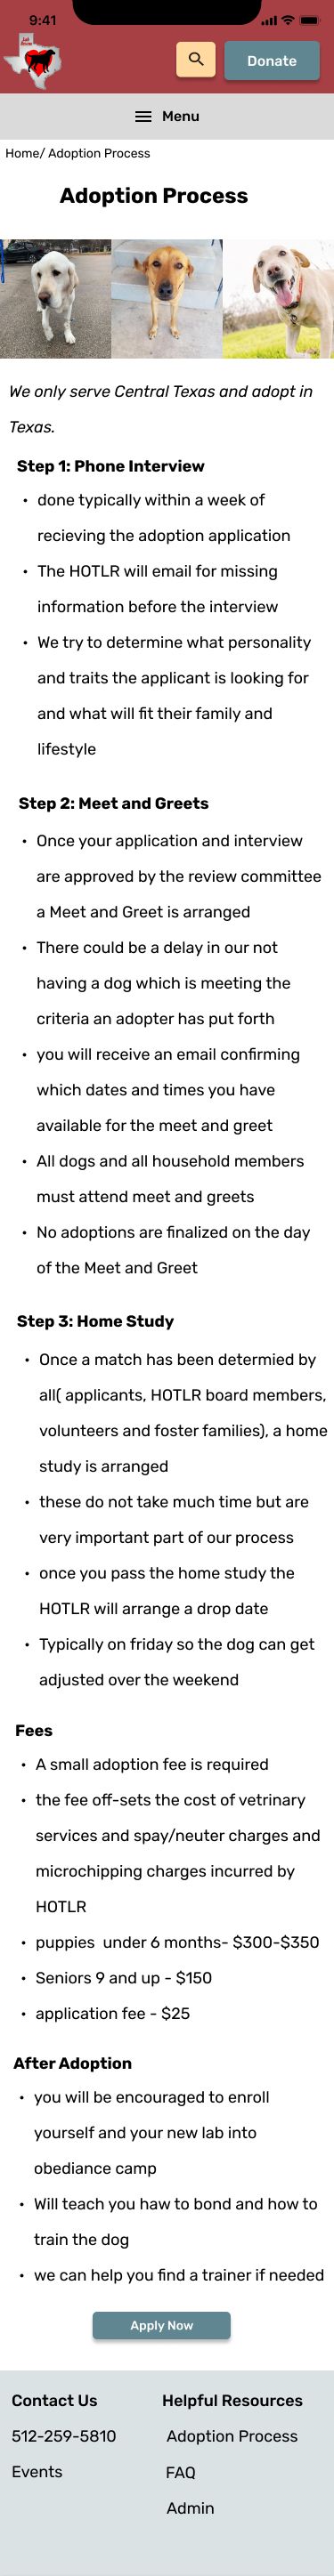 9:41
Lab
Rescue
Donate
Menu
Home/ Adoption Process
Adoption Process
We only serve Central Texas and adopt in
Texas.
Step 1: Phone Interview
• done typically within a week of
recieving the adoption application
• The HOTLR will email for missing
information before the interview
• We try to determine what personality
and traits the applicant is looking for
and what will fit their family and
lifestyle
Step 2: Meet and Greets
• Once your application and interview
are approved by the review committee
a Meet and Greet is arranged
• There could be a delay in our not
having a dog which is meeting the
criteria an adopter has put forth
• you will receive an email confirming
which dates and times you have
available for the meet and greet
• All dogs and all household members
must attend meet and greets
• No adoptions are finalized on the day
of the Meet and Greet
Step 3: Home Study
• Once a match has been determied by
all( applicants, HOTLR board members,
volunteers and foster families), a home
study is arranged
• these do not take much time but are
very important part of our process
• once you pass the home study the
HOTLR will arrange a drop date
• Typically on friday so the dog can get
adjusted over the weekend
Fees
• A small adoption fee is required
• the fee off-sets the cost of vetrinary
services and spay/neuter charges and
microchipping charges incurred by
HOTLR
• puppies  under 6 months- $300-$350
• Seniors 9 and up - $150
• application fee - $25
After Adoption
• you will be encouraged to enroll
yourself and your new lab into
obediance camp
• Will teach you haw to bond and how to
train the dog
• we can help you find a trainer if needed
Apply Now
Contact Us
512-259-5810
Events
Helpful Resources
Adoption Process
FAQ
Admin